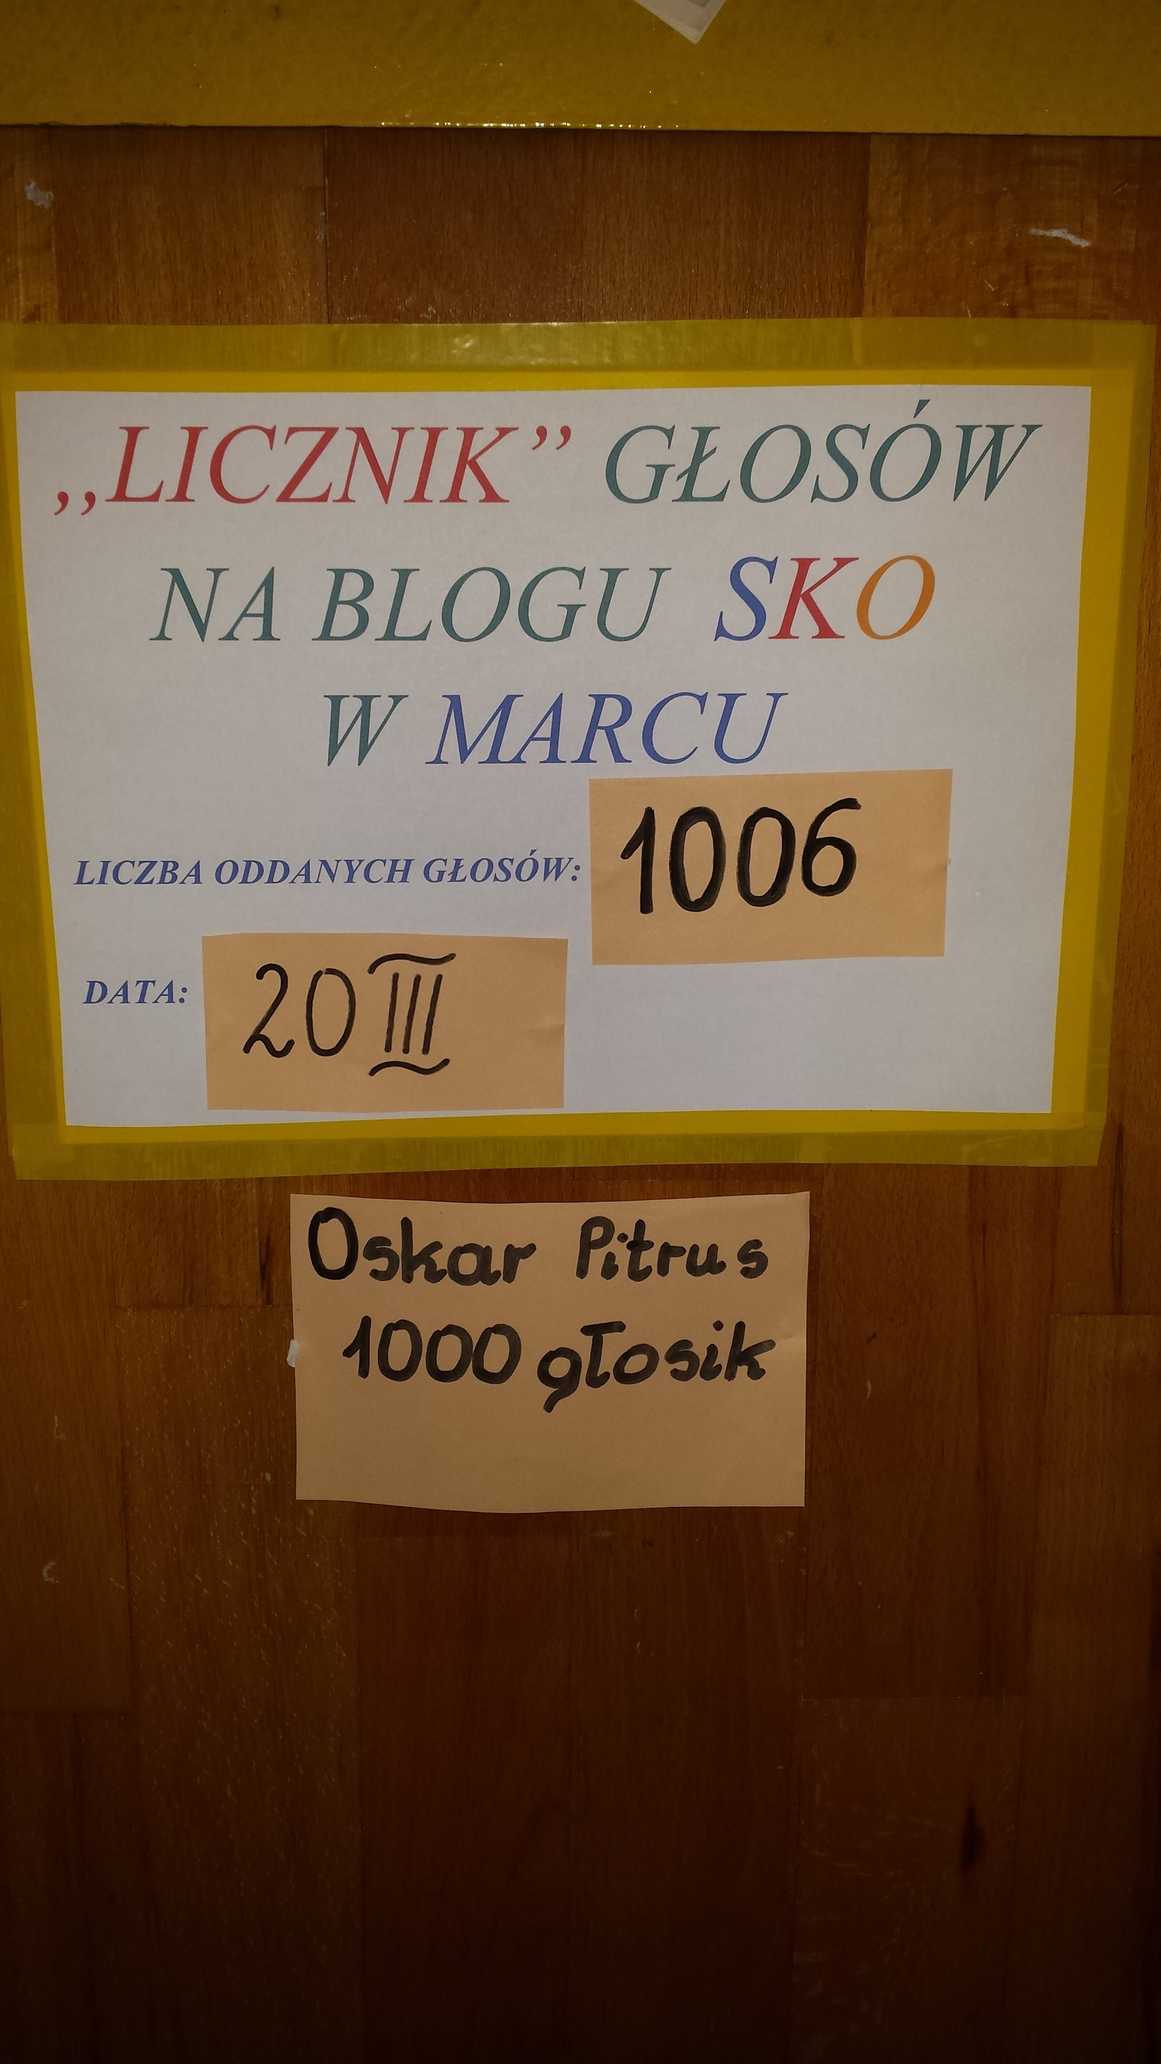 ,,LICZNIK” GŁOSÓW
NA BLOGU SKO
W MARCU
LICZBA ODDANYCH GŁOSÓW: 1006
DATA: 20 III
Oskar Pitrus
1000 głosik